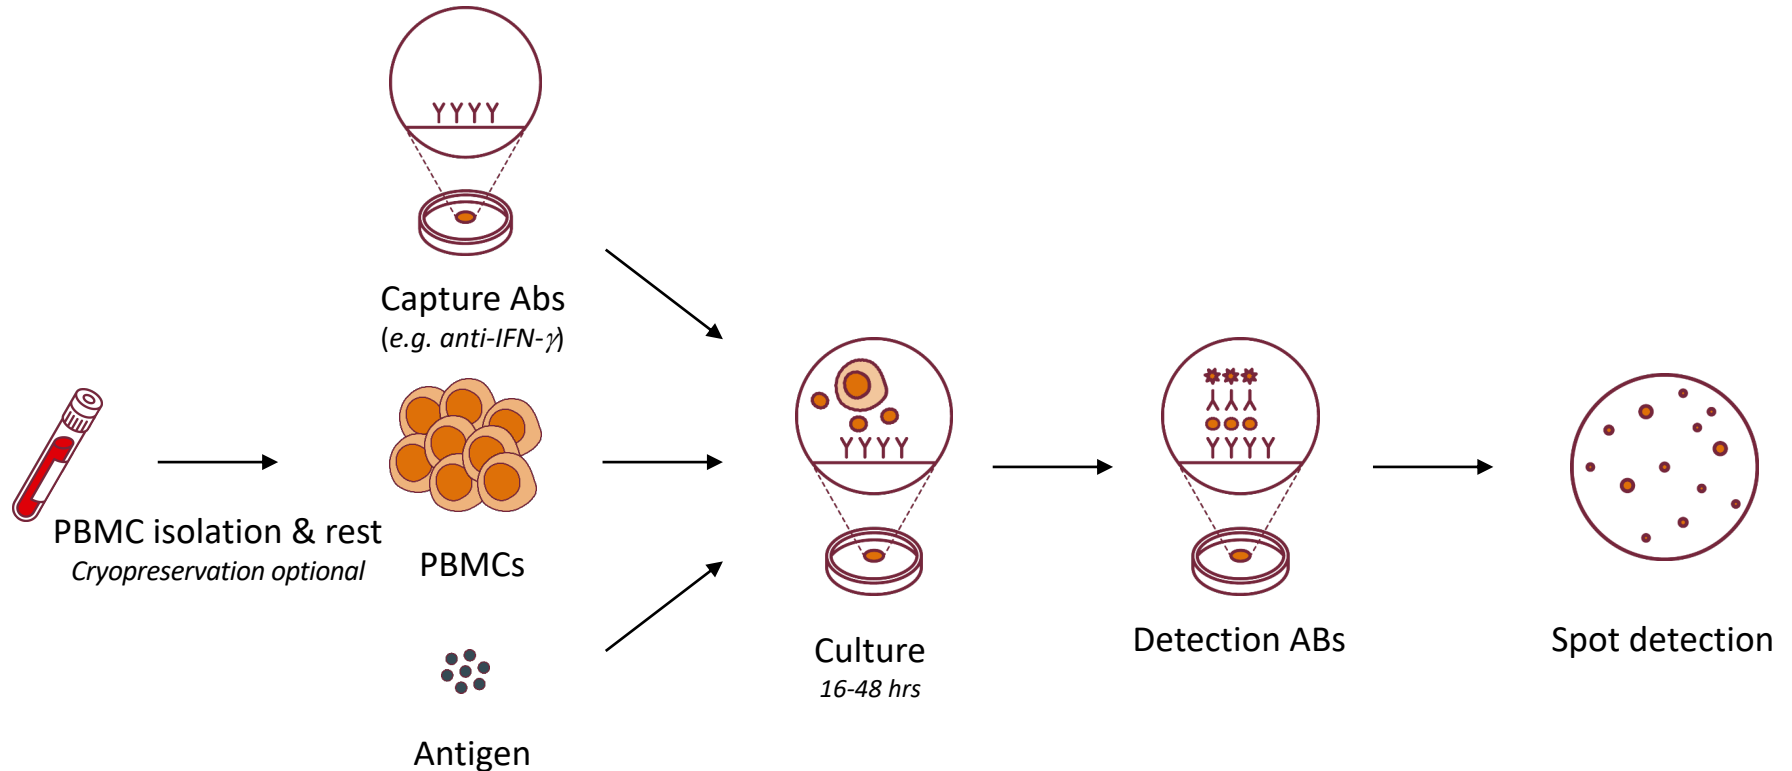 Capture Abs
(e.g. anti-IFN-γ)
PBMC isolation & rest
Cryopreservation optional
PBMCs
Antigen
Culture
16-48 hrs
Detection ABs
Spot detection